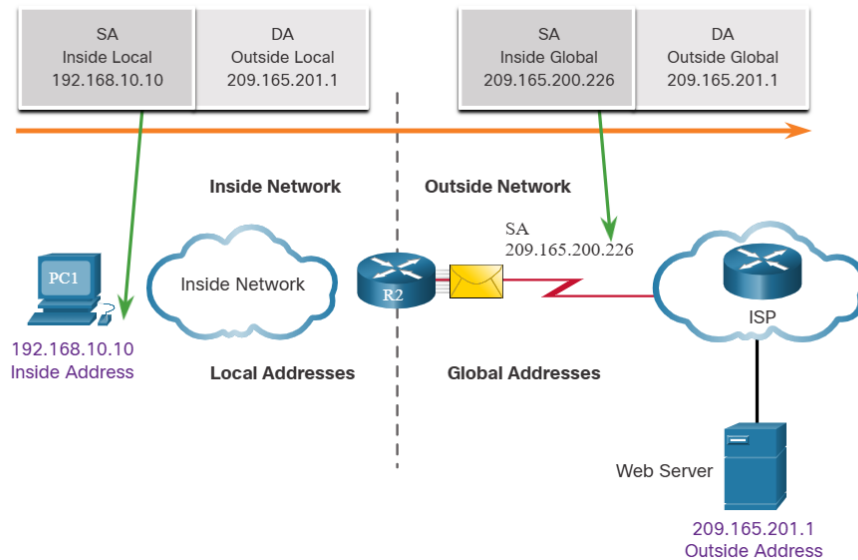 SA
Inside Local
192.168.10.10
DA
Outside Local
209.165.201.1
SA
Inside Global
209.165.200.226
DA
Outside Global
209.165.201.1
Inside Network
Outside Network
SA
209.165.200.226
PC1
Inside Network
R2
ISP
192.168.10.10
Inside Address
Local Addresses
Global Addresses
Web Server
209.165.201.1
Outside Address